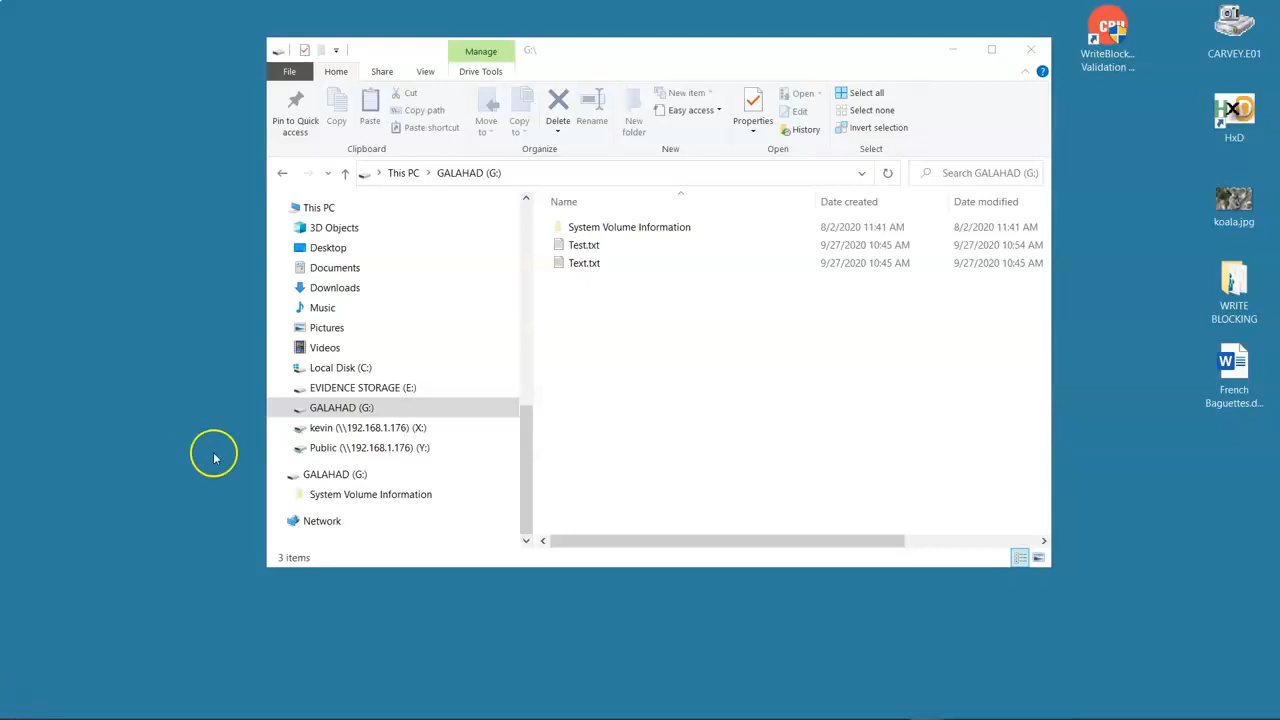 Manage
G:\
File
Home
Share
View
Drive Tools
Pin to Quick
access
Copy
Paste
Cut
Copy path
Paste shortcut
Clipboard
Move
to
Copy
to
Delete
Rename
Organize
New
folder
New item
Easy access
New
Properties
Open
Edit
History
Open
Select all
Select none
Invert selection
Select
This PC
GALAHAD (G:)
Search GALAHAD (G:)
Name
Date created
Date modified
System Volume Information
8/2/2020 11:41 AM
8/2/2020 11:41 AM
Test.txt
9/27/2020 10:45 AM
9/27/2020 10:54 AM
Text.txt
9/27/2020 10:45 AM
9/27/2020 10:45 AM
This PC
3D Objects
Desktop
Documents
Downloads
Music
Pictures
Videos
Local Disk (C:)
EVIDENCE STORAGE (E:)
GALAHAD (G:)
kevin (\\192.168.1.176) (X:)
Public (\\192.168.1.176) (Y:)
GALAHAD (G:)
System Volume Information
Network
3 items
CPU
WriteBlock...
Validation ...
CARVEY.E01
HxD
HxD
koala.jpg
WRITE
BLOCKING
W
French
Baguettes.d...